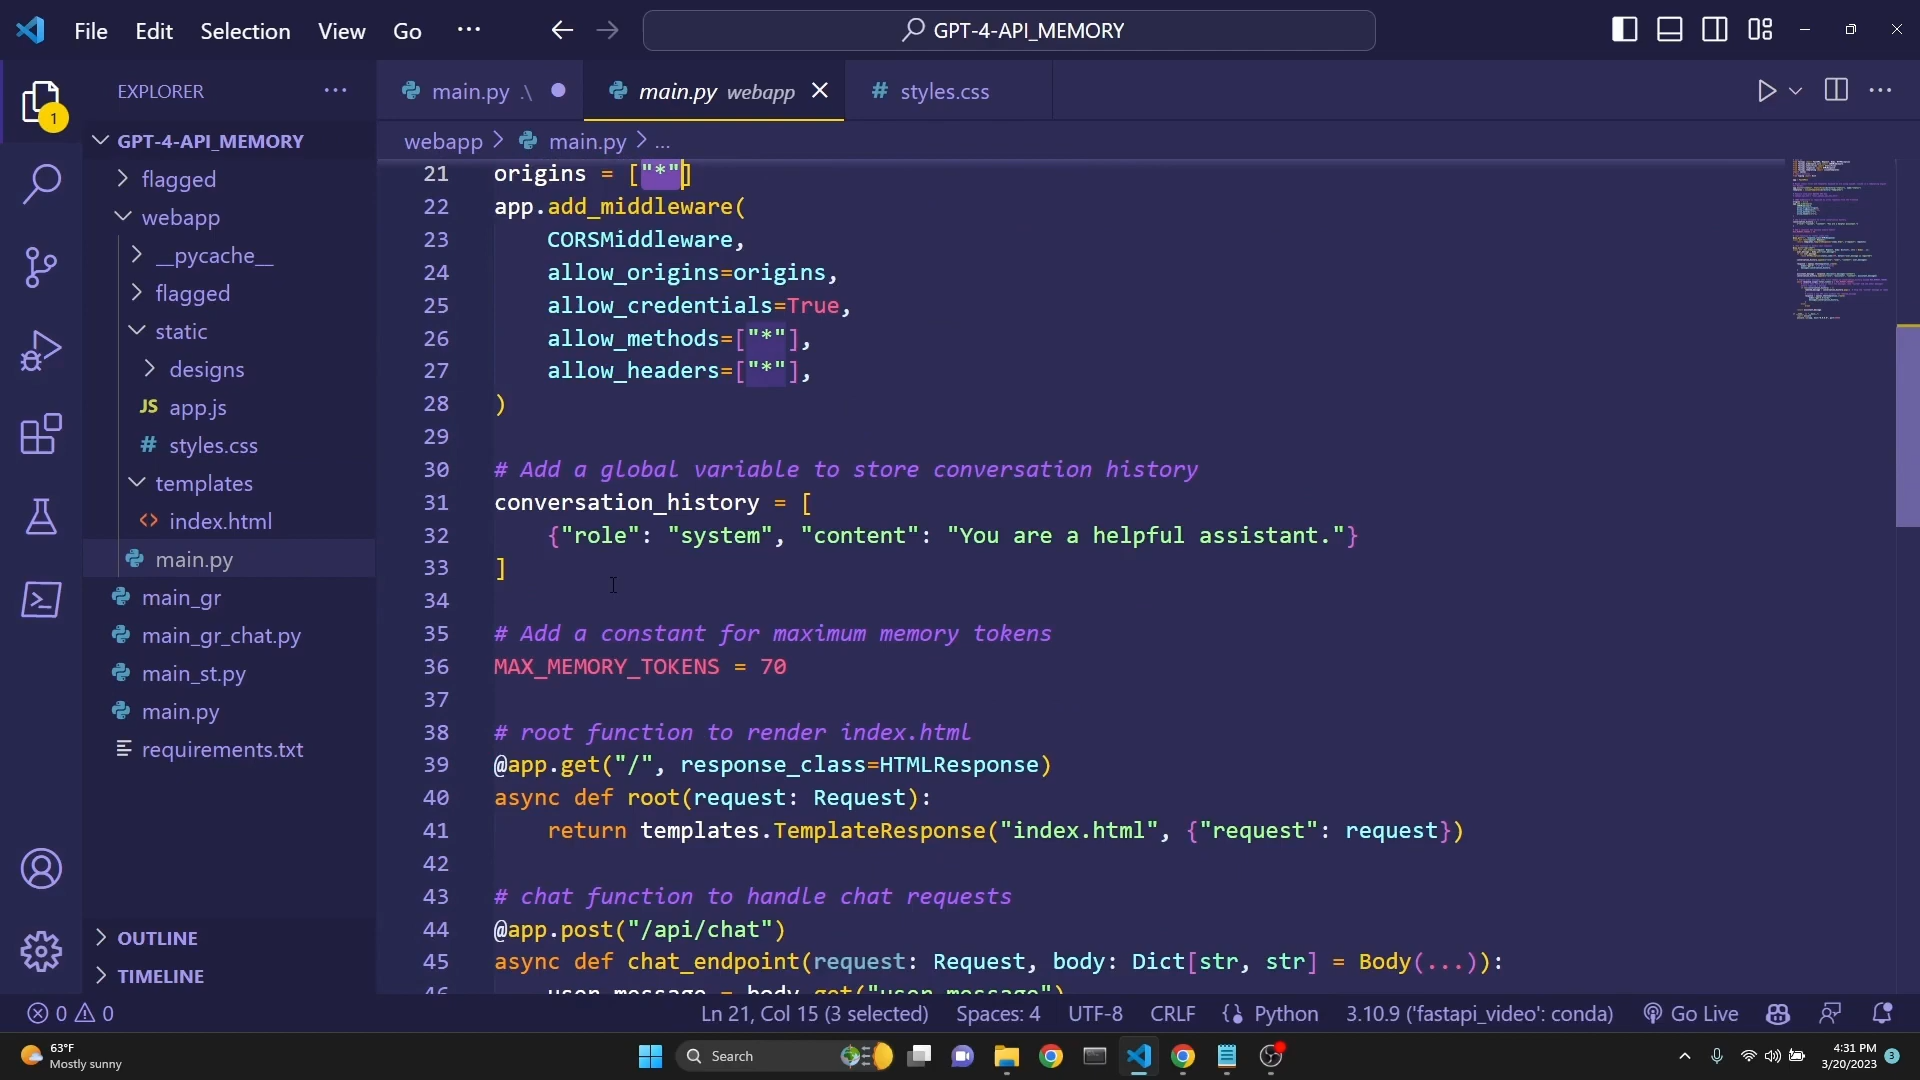 File Edit Selection View Go ··· GPT-4-API_MEMORY
EXPLORER ···
1
GPT-4-API_MEMORY
flagged
webapp
__pycache__
flagged
static
designs
JS app.js
# styles.css
templates
<> index.html
main.py
main_gr
main_gr_chat.py
main_st.py
main.py
requirements.txt
OUTLINE
TIMELINE
main.py .\ main.py webapp # styles.css ···
webapp > main.py > ...
21 origins = ["*"]
22 app.add_middleware(
23 CORSMiddleware,
24 allow_origins=origins,
25 allow_credentials=True,
26 allow_methods=["*"],
27 allow_headers=["*"],
28 )
29
30 # Add a global variable to store conversation history
31 conversation_history = [
32 {"role": "system", "content": "You are a helpful assistant."}
33 ]
34
35 # Add a constant for maximum memory tokens
36 MAX_MEMORY_TOKENS = 70
37
38 # root function to render index.html
39 @app.get("/", response_class=HTMLResponse)
40 async def root(request: Request):
41 return templates.TemplateResponse("index.html", {"request": request})
42
43 # chat function to handle chat requests
44 @app.post("/api/chat")
45 async def chat_endpoint(request: Request, body: Dict[str, str] = Body(...)):
46 user_message = body.get("user_message")
0 0 Ln 21, Col 15 (3 selected) Spaces: 4 UTF-8 CRLF Python 3.10.9 ('fastapi_video': conda) Go Live
63°F
Mostly sunny
Search
4:31 PM
3/20/2023
3